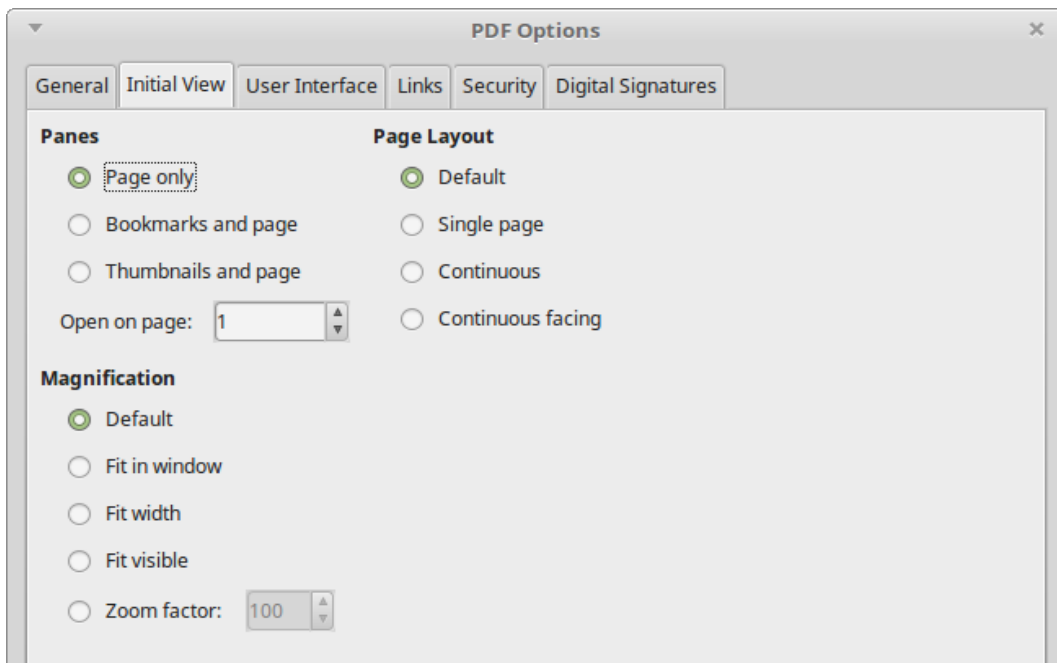 PDF Options
General Initial View User Interface Links Security Digital Signatures
Panes
Page only
Bookmarks and page
Thumbnails and page
Open on page: 1
Page Layout
Default
Single page
Continuous
Continuous facing
Magnification
Default
Fit in window
Fit width
Fit visible
Zoom factor: 100